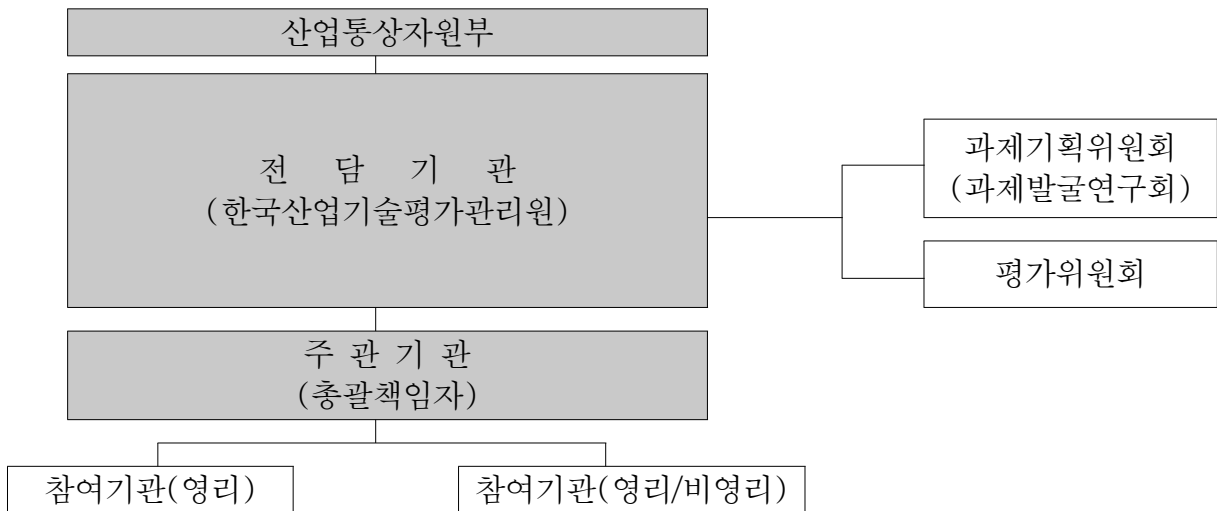 산업통상자원부
전 담 기 관
(한국산업기술평가관리원)
과제기획위원회
(과제발굴연구회)
평가위원회
주 관 기 관
(총괄책임자)
참여기관(영리)
참여기관(영리/비영리)